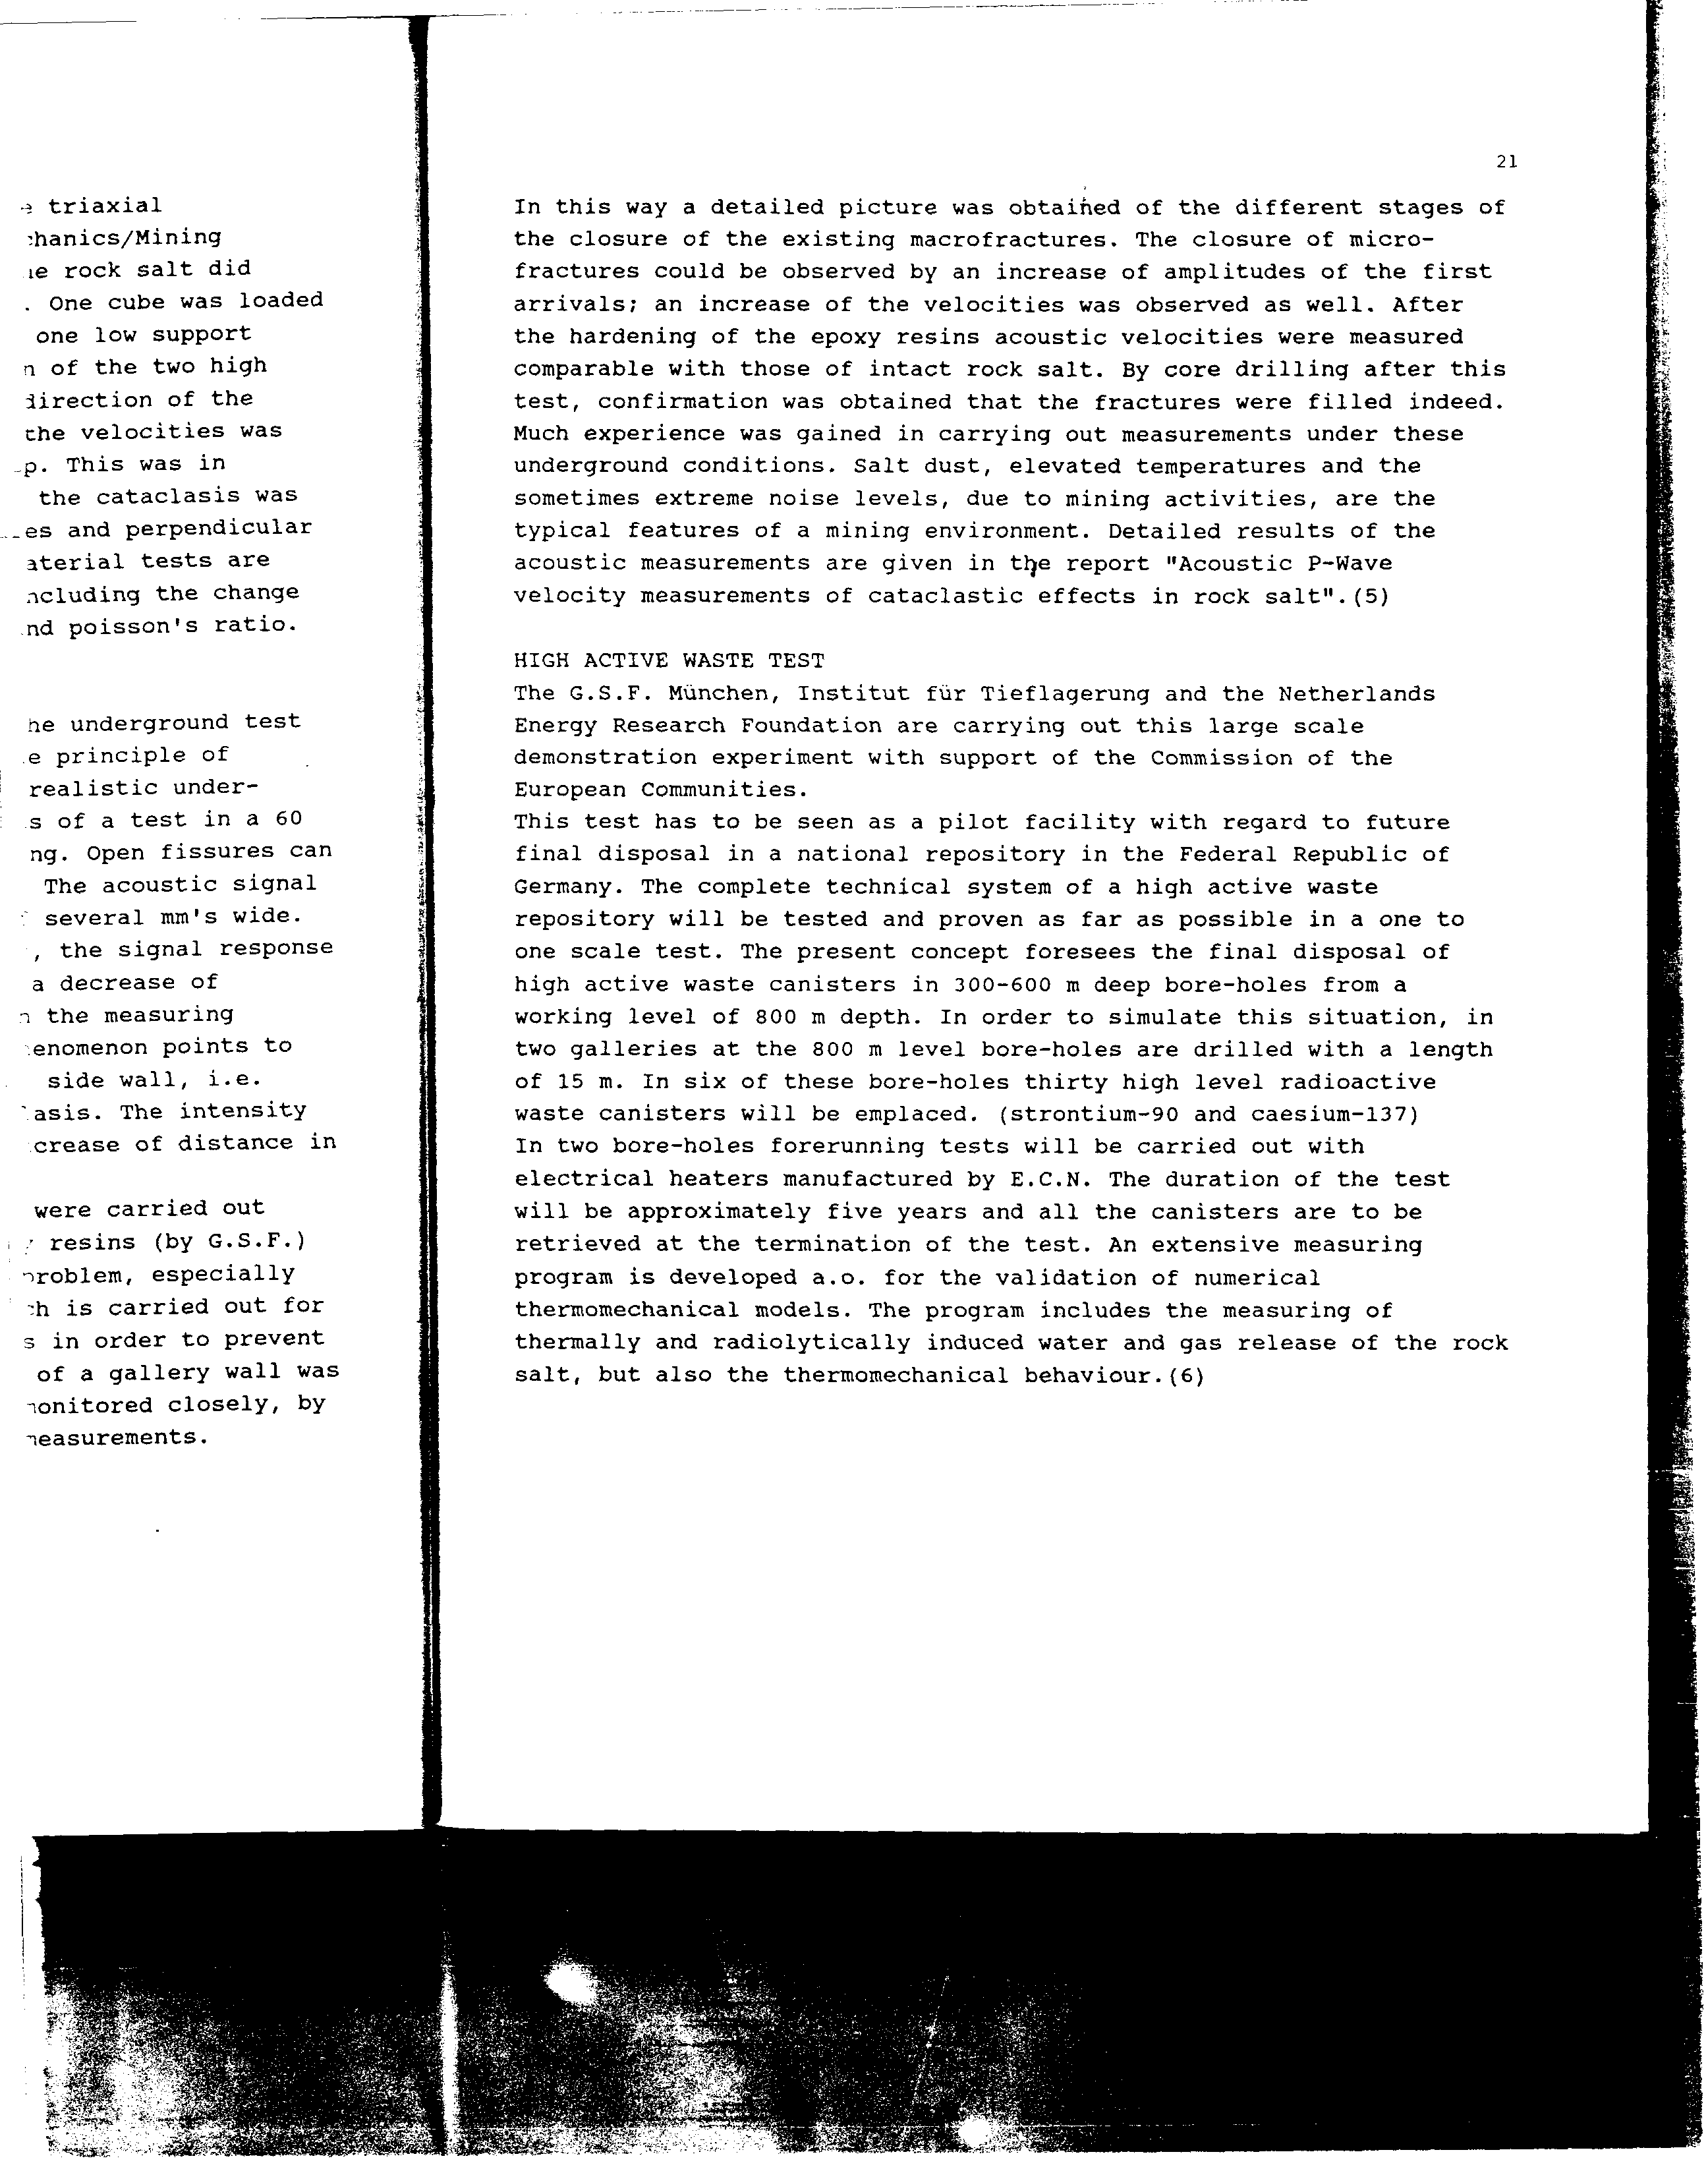 triaxial
rock salt did
. One cube was loaded
one low support
of the two high
direction of the
the velocities was
This was in
the cataclasis was
and perpendicular
tests are
the change
poisson's ratio.
underground test
principle of
realistic under-
of a test in a 60
Open fissures can
The acoustic signal
several mm's wide.
, the signal response
a decrease of
the measuring
points to
side wall, i.e.
The intensity
of distance in
were carried out
resins (by G.S.F.)
especially
is carried out for
in order to prevent
of a gallery wall was
closely, by
21
In this way a detailed picture was obtained of the different stages of
the closure of the existing macrofractures. The closure of micro-
fractures could be observed by an increase of amplitudes of the first
arrivals; an increase of the velocities was observed as well. After
the hardening of the epoxy resins acoustic velocities were measured
comparable with those of intact rock salt. By core drilling after this
test, confirmation was obtained that the fractures were filled indeed.
Much experience was gained in carrying out measurements under these
underground conditions. Salt dust, elevated temperatures and the
sometimes extreme noise levels, due to mining activities, are the
typical features of a mining environment. Detailed results of the
acoustic measurements are given in the report "Acoustic P-Wave
velocity measurements of cataclastic effects in rock salt".(5)
HIGH ACTIVE WASTE TEST
The G.S.F. München, Institut für Tieflagerung and the Netherlands
Energy Research Foundation are carrying out this large scale
demonstration experiment with support of the Commission of the
European Communities.
This test has to be seen as a pilot facility with regard to future
final disposal in a national repository in the Federal Republic of
Germany. The complete technical system of a high active waste
repository will be tested and proven as far as possible in a one to
one scale test. The present concept foresees the final disposal of
high active waste canisters in 300-600 m deep bore-holes from a
working level of 800 m depth. In order to simulate this situation, in
two galleries at the 800 m level bore-holes are drilled with a length
of 15 m. In six of these bore-holes thirty high level radioactive
waste canisters will be emplaced. (strontium-90 and caesium-137)
In two bore-holes forerunning tests will be carried out with
electrical heaters manufactured by E.C.N. The duration of the test
will be approximately five years and all the canisters are to be
retrieved at the termination of the test. An extensive measuring
program is developed a.o. for the validation of numerical
thermomechanical models. The program includes the measuring of
thermally and radiolytically induced water and gas release of the rock
salt, but also the thermomechanical behaviour.(6)